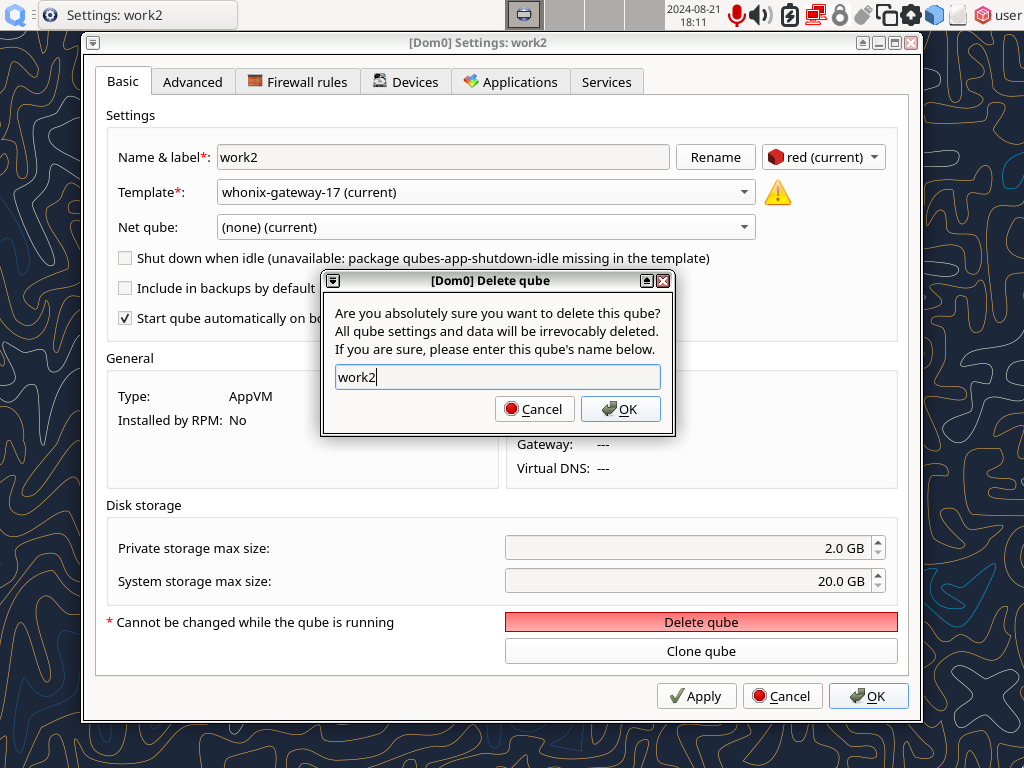 Settings: work2
2024-08-21
18:11
user
[Dom0] Settings: work2
Basic
Advanced
Firewall rules
Devices
Applications
Services
Settings
Name & label*:
work2
Rename
red (current)
Template*:
whonix-gateway-17 (current)
Net qube:
(none) (current)
Shut down when idle (unavailable: package qubes-app-shutdown-idle missing in the template)
Include in backups by default
Start qube automatically on bo
[Dom0] Delete qube
Are you absolutely sure you want to delete this qube?
All qube settings and data will be irrevocably deleted.
If you are sure, please enter this qube's name below.
work2
Cancel
OK
General
Type: AppVM
Installed by RPM: No
Gateway: ---
Virtual DNS: ---
Disk storage
Private storage max size:
2.0 GB
System storage max size:
20.0 GB
* Cannot be changed while the qube is running
Delete qube
Clone qube
Apply
Cancel
OK